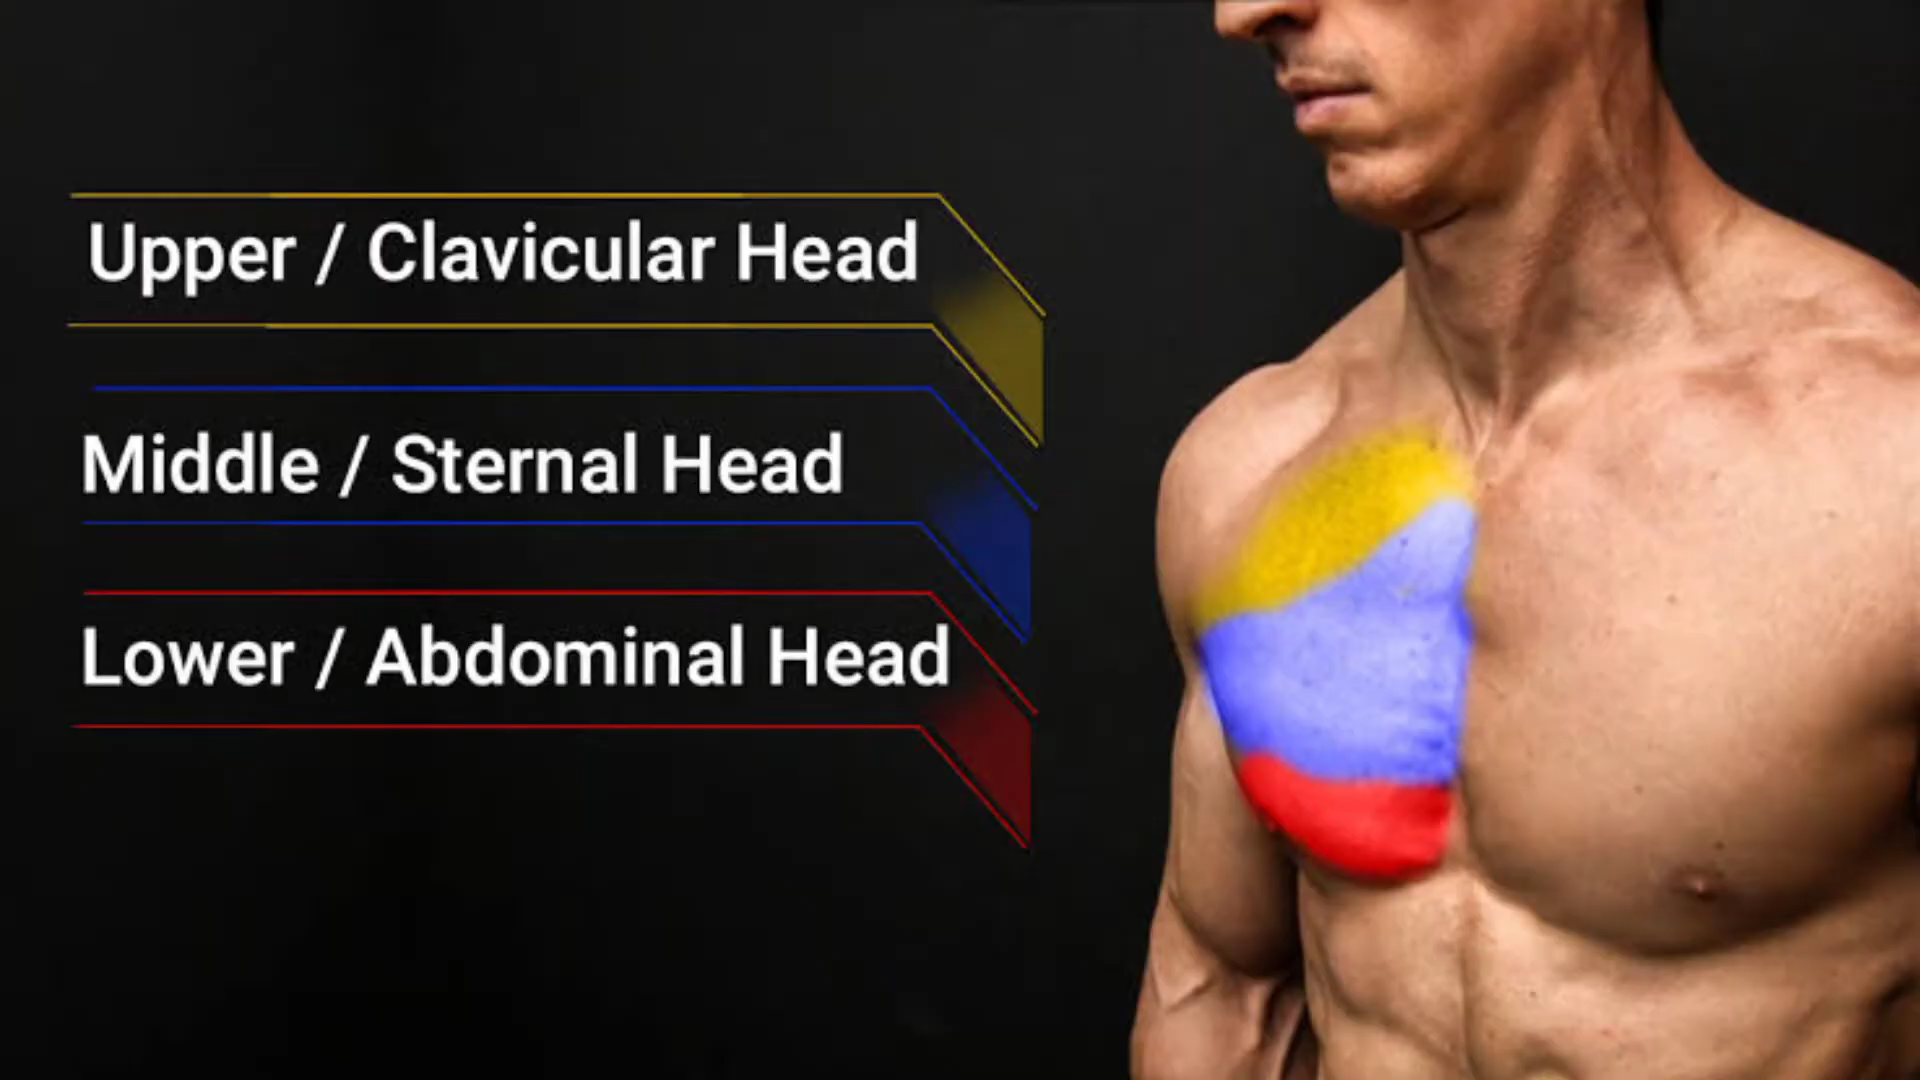 Upper / Clavicular Head
Middle / Sternal Head
Lower / Abdominal Head